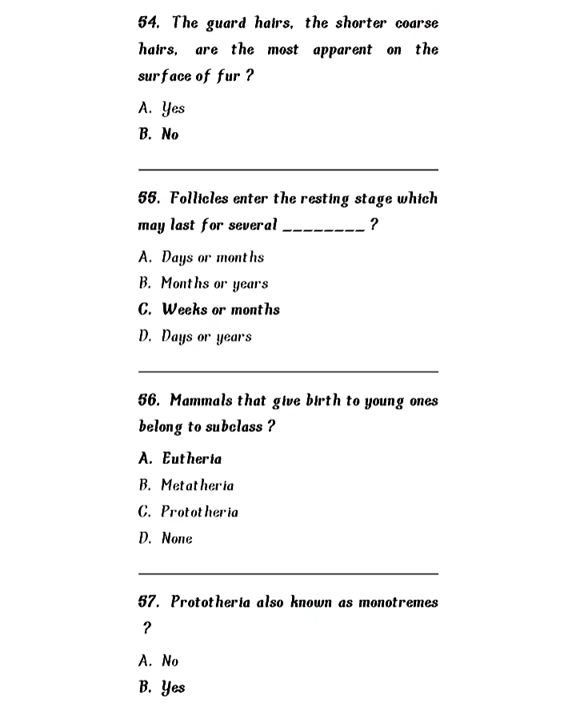 54. The guard hairs, the shorter coarse
hairs, are the most apparent on the
surface of fur ?
A. Yes
B. No
55. Follicles enter the resting stage which
may last for several ________ ?
A. Days or months
B. Months or years
C. Weeks or months
D. Days or years
56. Mammals that give birth to young ones
belong to subclass ?
A. Eutheria
B. Metatheria
C. Prototheria
D. None
57. Prototheria also known as monotremes
?
A. No
B. Yes